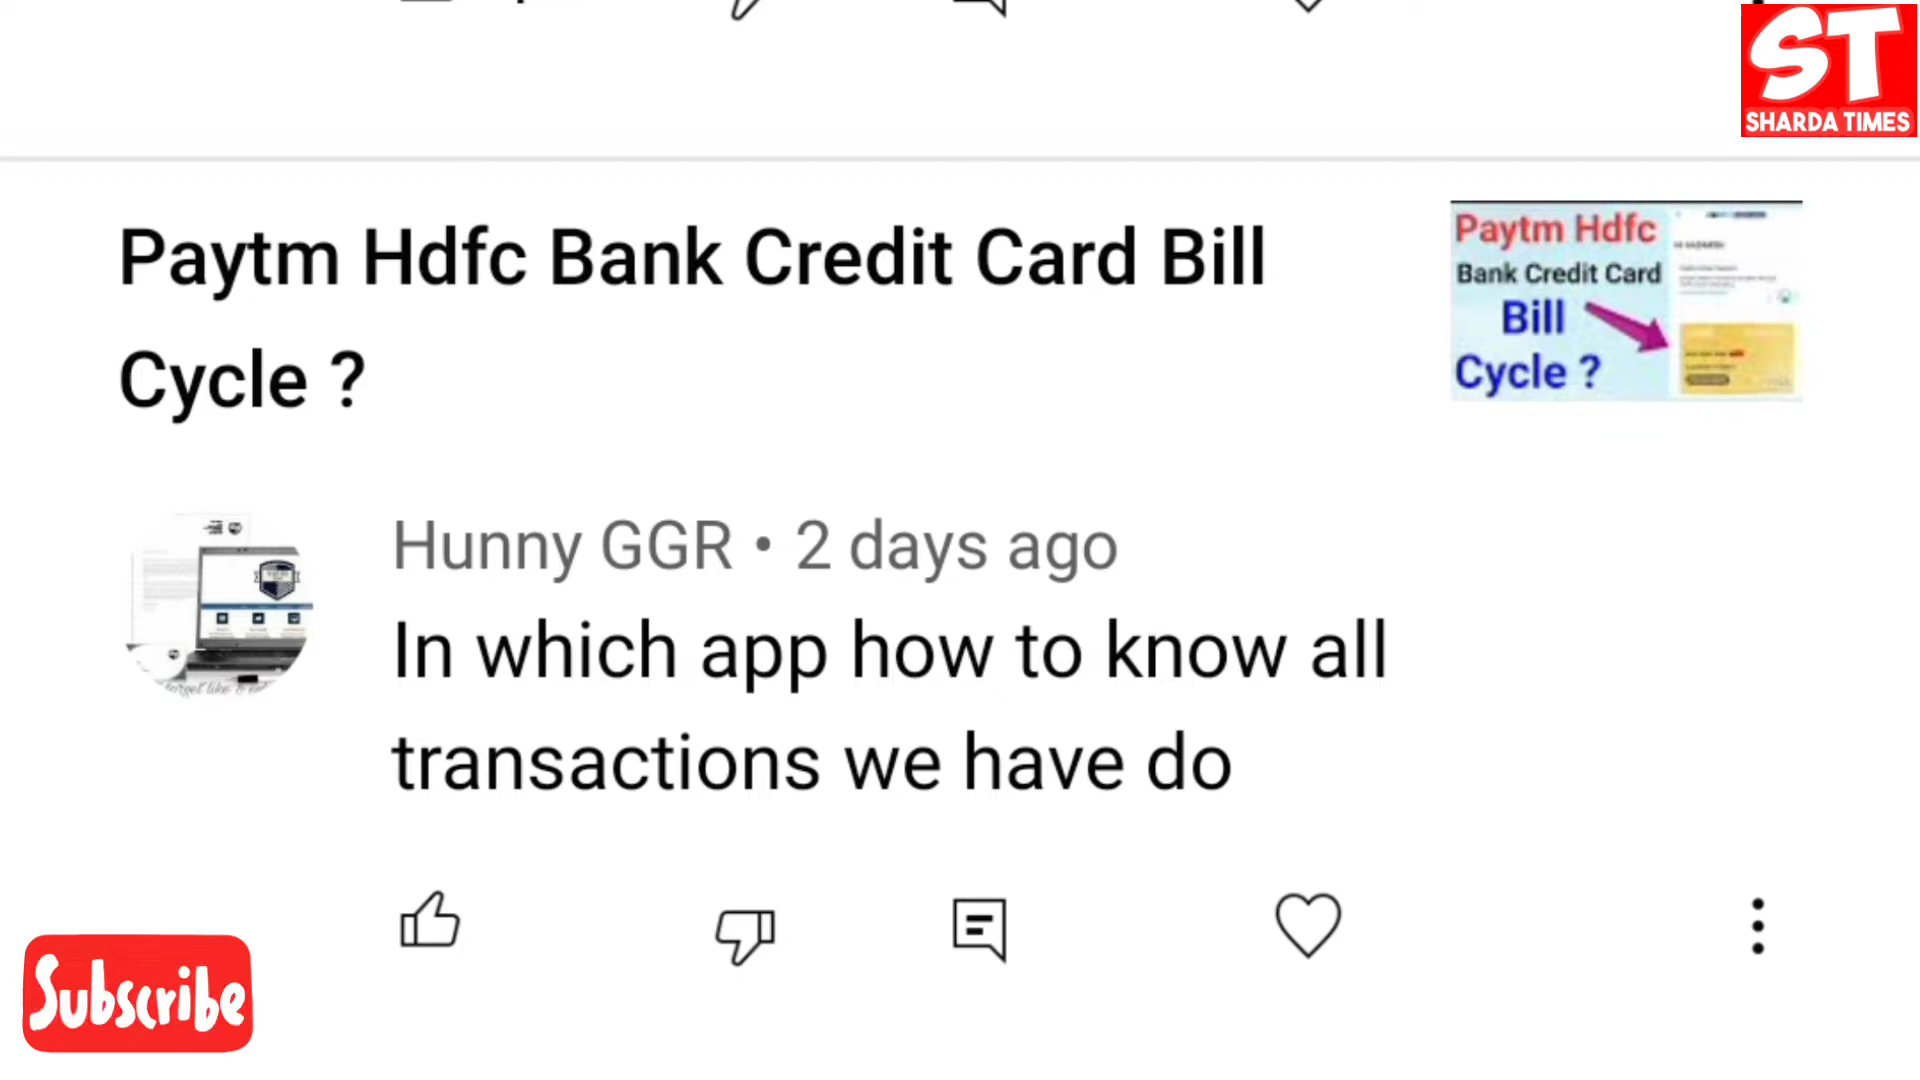 ST
SHARDA TIMES
Paytm Hdfc Bank Credit Card Bill
Cycle ?
Paytm Hdfc
Bank Credit Card
Bill
Cycle ?
Hunny GGR • 2 days ago
In which app how to know all
transactions we have do
Subscribe